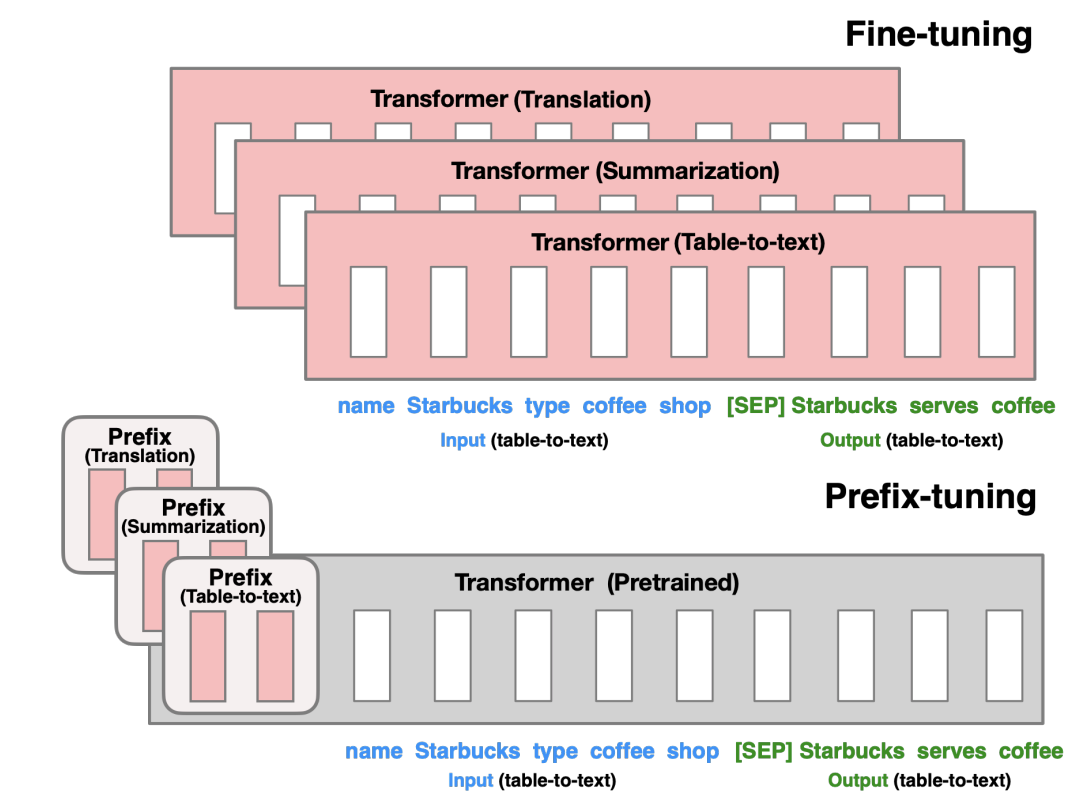 Fine-tuning
Transformer (Translation)
Transformer (Summarization)
Transformer (Table-to-text)
name Starbucks type coffee shop [SEP] Starbucks serves coffee
Input (table-to-text) Output (table-to-text)
Prefix
(Translation)
Prefix-tuning
Prefix
(Summarization)
Prefix
(Table-to-text)
Transformer (Pretrained)
name Starbucks type coffee shop [SEP] Starbucks serves coffee
Input (table-to-text) Output (table-to-text)